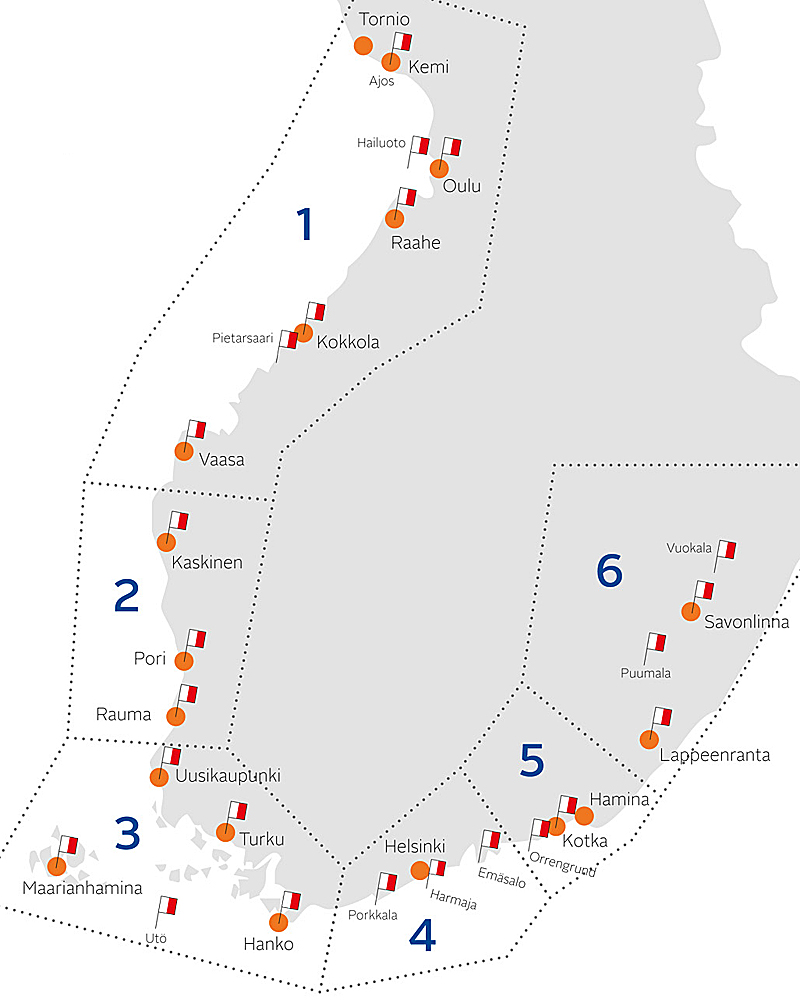 Tornio
Kemi
Ajos
Hailuoto
Oulu
1
Raahe
Pietarsaari
Kokkola
Vaasa
Kaskinen
2
Pori
Rauma
Uusikaupunki
3
Turku
Maarianhamina
Utö
Hanko
Vuokala
6
Savonlinna
Puumala
Lappeenranta
5
Hamina
Kotka
Orrengrund
Helsinki
Emäsalo
Harmaja
Porkkala
4